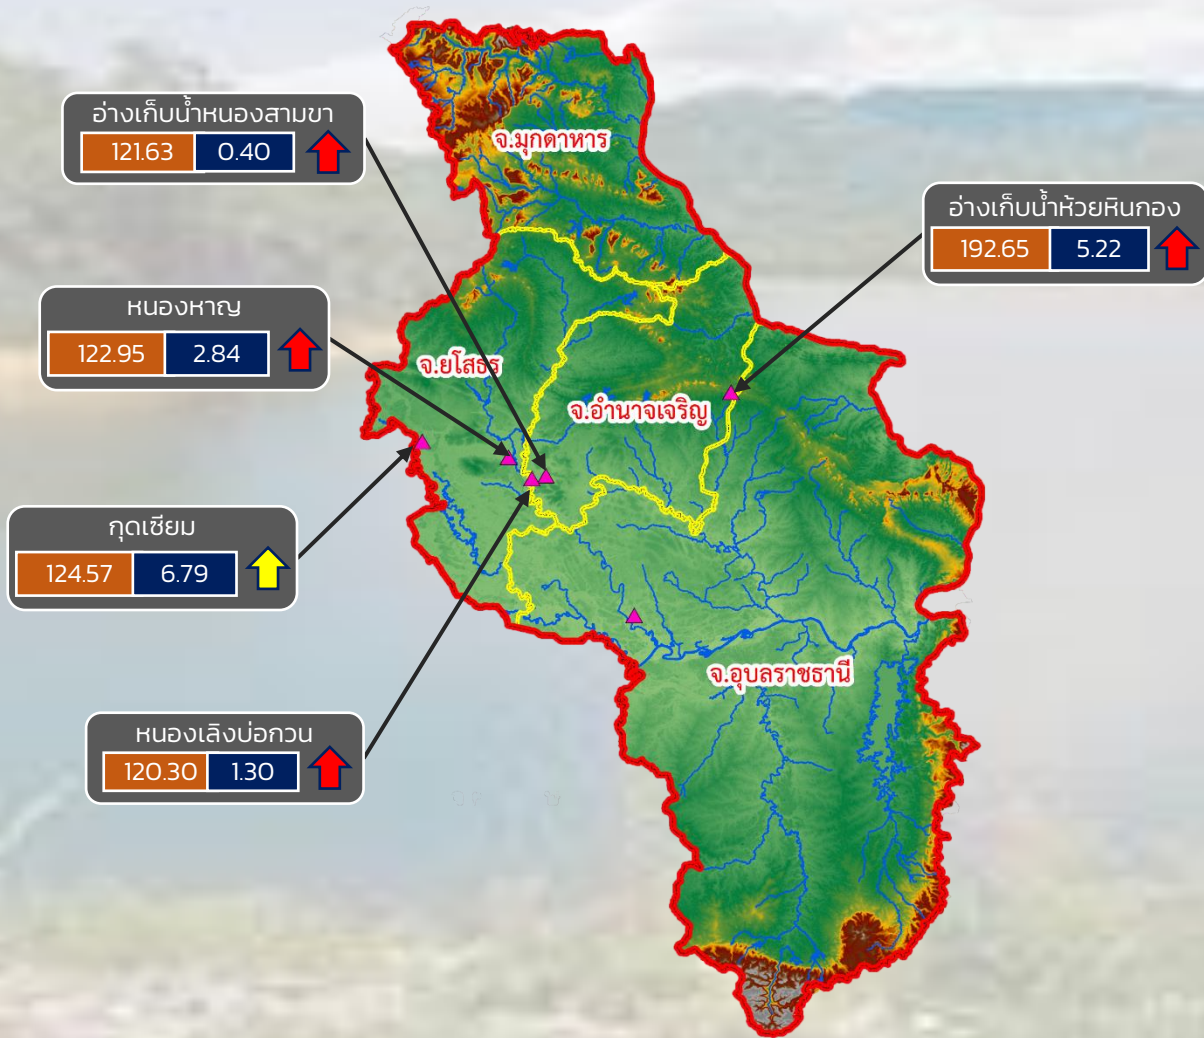 อ่างเก็บน้ำหนองสามขา
121.63 0.40
จ.มุกดาหาร
อ่างเก็บน้ำห้วยหินกอง
192.65 5.22
หนองหาญ
122.95 2.84
จ.ยโสธร
จ.อำนาจเจริญ
กุดเซียม
124.57 6.79
จ.อุบลราชธานี
หนองเลิงบ่อกวน
120.30 1.30